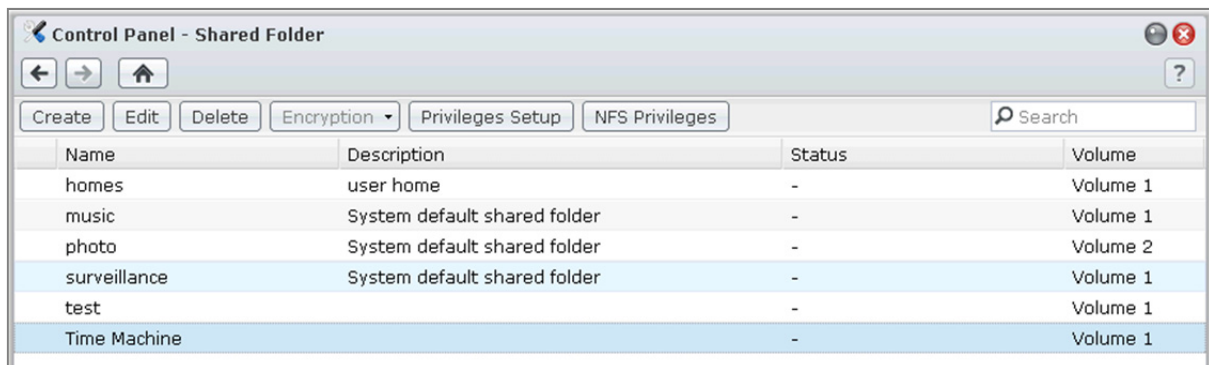 Control Panel - Shared Folder
?
Create Edit Delete Encryption Privileges Setup NFS Privileges Search
Name Description Status Volume
homes user home - Volume 1
music System default shared folder - Volume 1
photo System default shared folder - Volume 2
surveillance System default shared folder - Volume 1
test - Volume 1
Time Machine - Volume 1